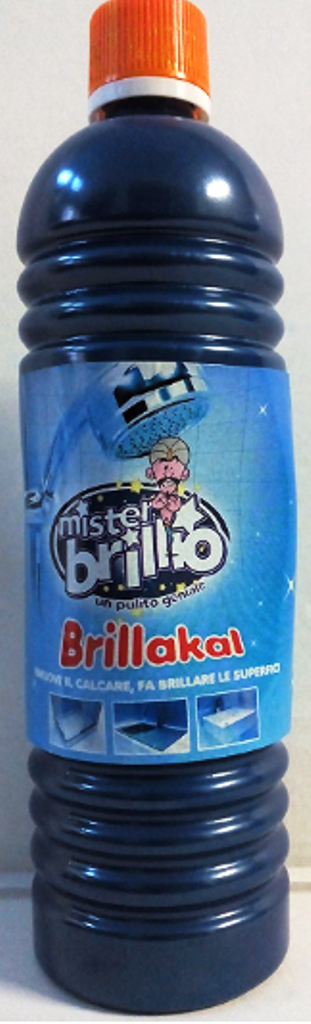 mister
brillo
un pulito geniale
Brillakal
RIMUOVE IL CALCARE, FA BRILLARE LE SUPERFICI